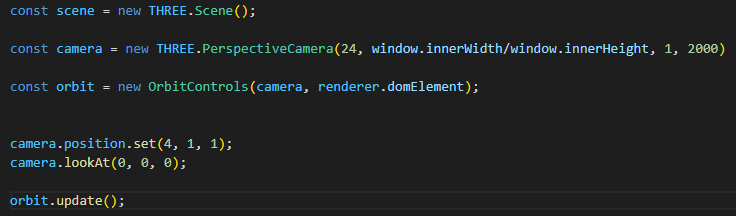 const scene = new THREE.Scene();
const camera = new THREE.PerspectiveCamera(24, window.innerWidth/window.innerHeight, 1, 2000)
const orbit = new OrbitControls(camera, renderer.domElement);
camera.position.set(4, 1, 1);
camera.lookAt(0, 0, 0);
orbit.update();